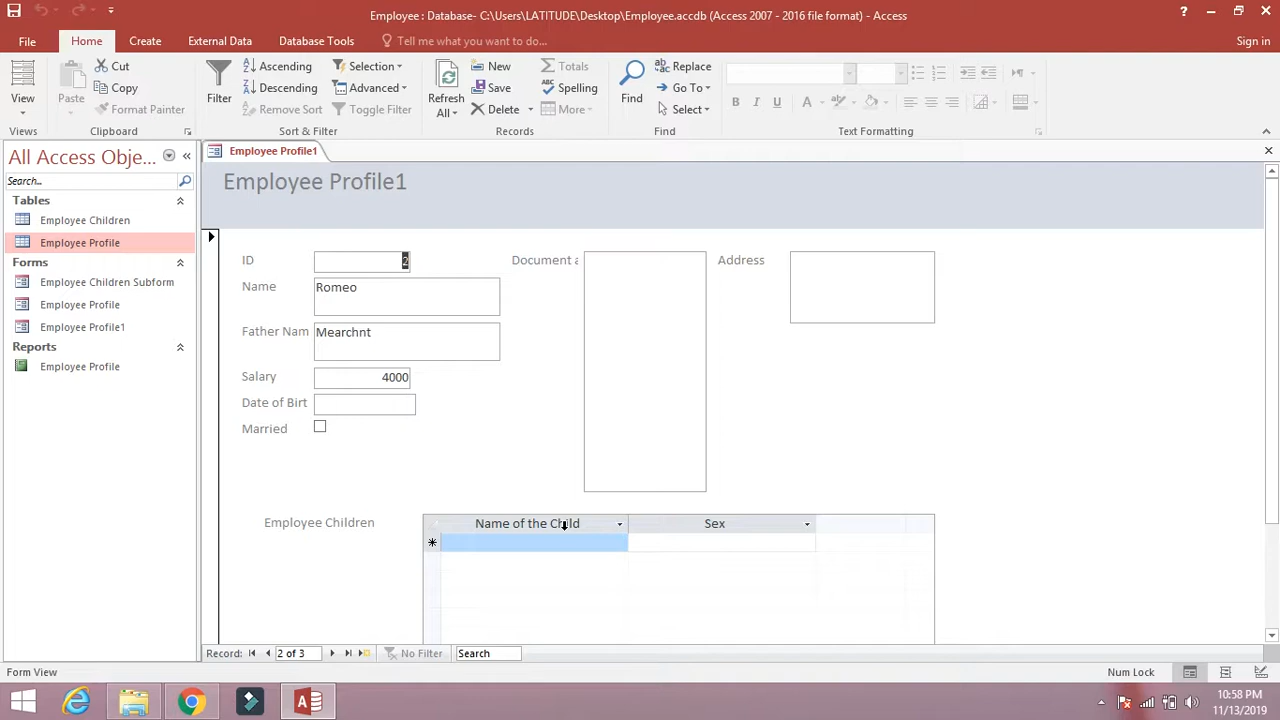 Employee : Database- C:\Users\LATITUDE\Desktop\Employee.accdb (Access 2007 - 2016 file format) - Access
?
File Home Create External Data Database Tools Tell me what you want to do... Sign in
View
Views
Paste
Cut
Copy
Format Painter
Clipboard
Filter
Ascending
Descending
Remove Sort
Selection
Advanced
Toggle Filter
Sort & Filter
Refresh
All
New
Save
Delete
Totals
Spelling
More
Records
Find
Replace
Go To
Select
Find
B I U A
Text Formatting
All Access Obje...
Search...
Tables
Employee Children
Employee Profile
Forms
Employee Children Subform
Employee Profile
Employee Profile1
Reports
Employee Profile
Employee Profile1
Employee Profile1
ID 2
Name Romeo
Father Nam Mearchnt
Salary 4000
Date of Birt
Married
Document a
Address
Employee Children
Name of the Child Sex
Record: 2 of 3 No Filter Search
Form View Num Lock
10:58 PM
11/13/2019